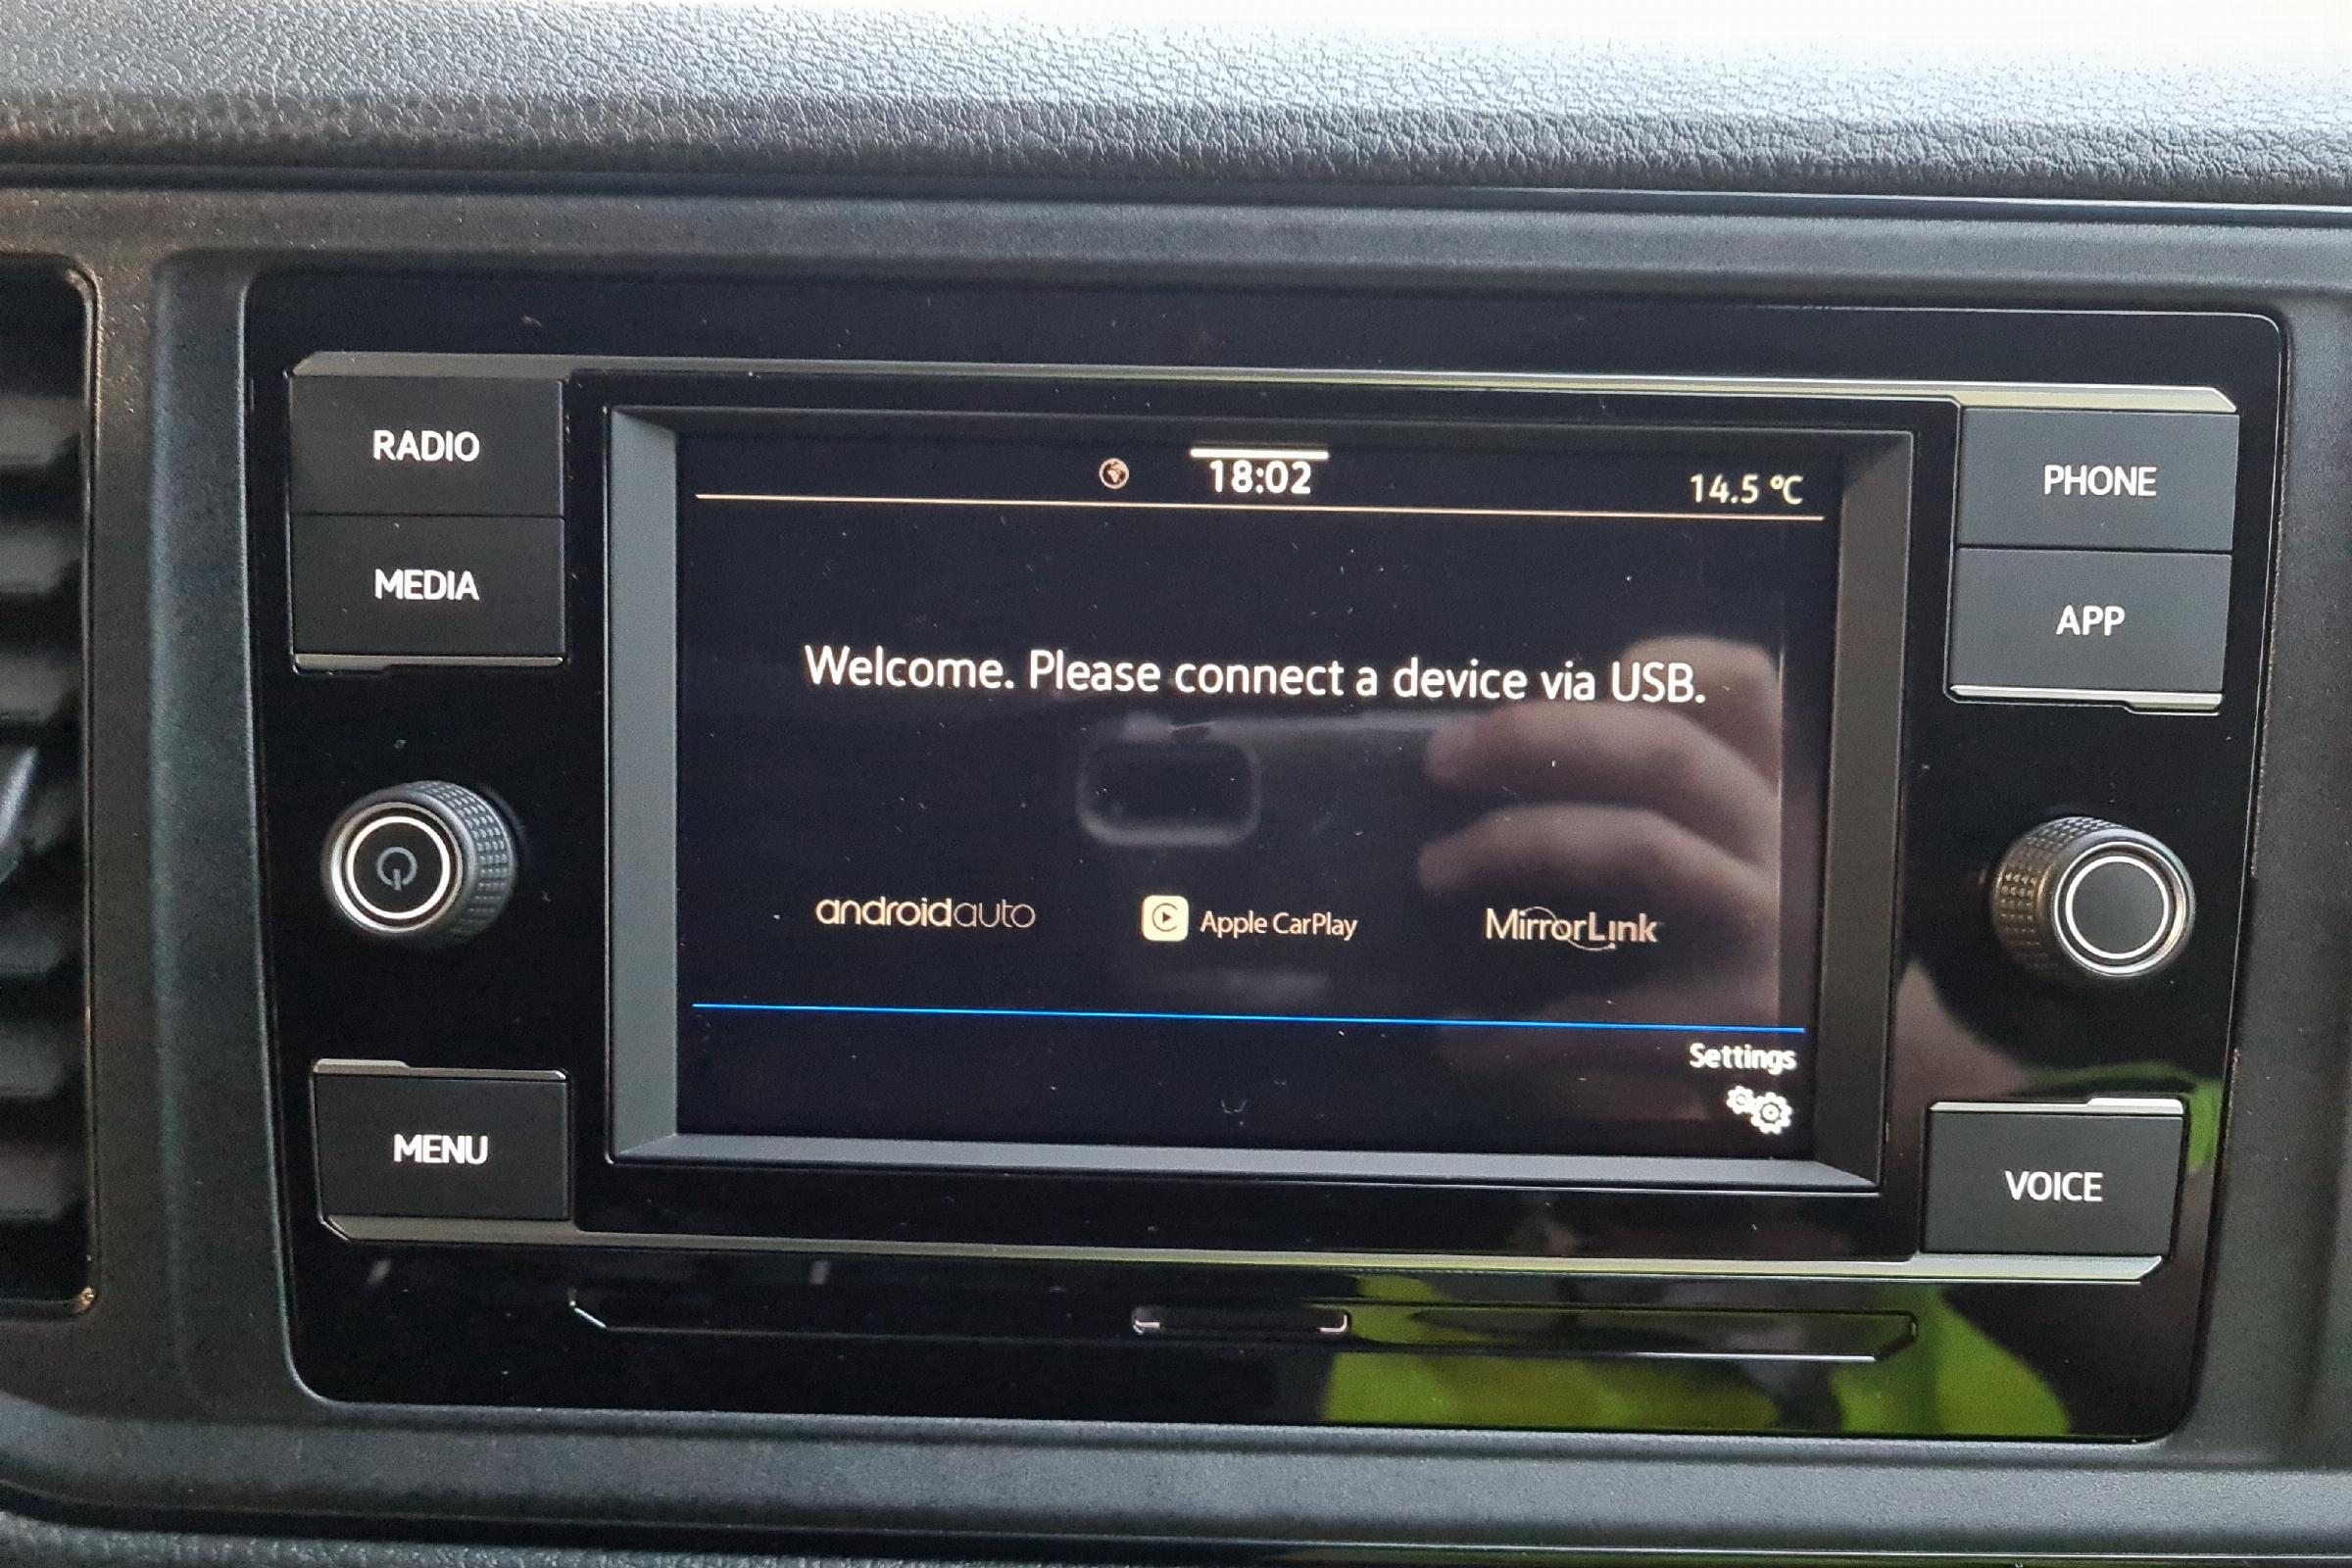 RADIO
MEDIA
MENU
18:02
14.5 °C
Welcome. Please connect a device via USB.
androidauto
Apple CarPlay
MirrorLink
Settings
PHONE
APP
VOICE